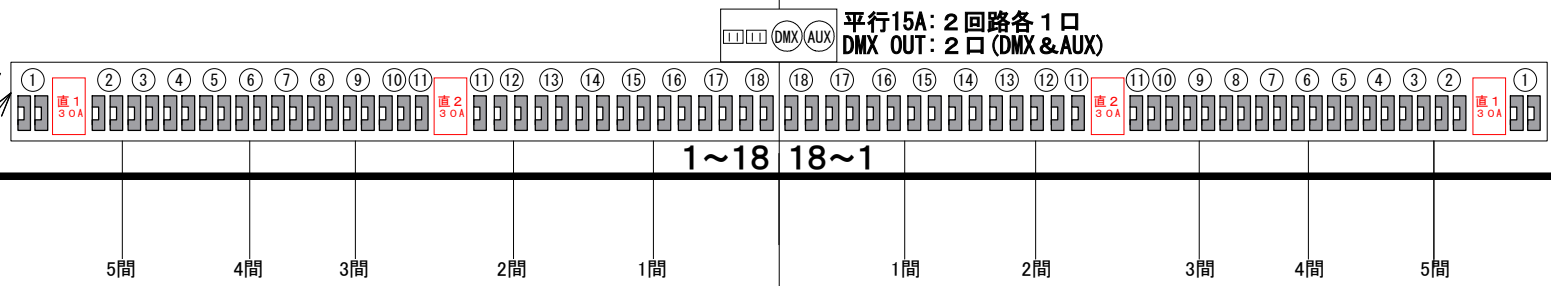 DMX AUX 平行15A:２回路各１口
DMX OUT:２口(DMX＆AUX)
① 直１ 30A ② ③ ④ ⑤ ⑥ ⑦ ⑧ ⑨ ⑩ ⑪ 直２ 30A ⑪ ⑫ ⑬ ⑭ ⑮ ⑯ ⑰ ⑱ ⑱ ⑰ ⑯ ⑮ ⑭ ⑬ ⑫ ⑪ 直２ 30A ⑪ ⑩ ⑨ ⑧ ⑦ ⑥ ⑤ ④ ③ ② 直１ 30A ①
1～18 18～1
5間 4間 3間 2間 1間 1間 2間 3間 4間 5間